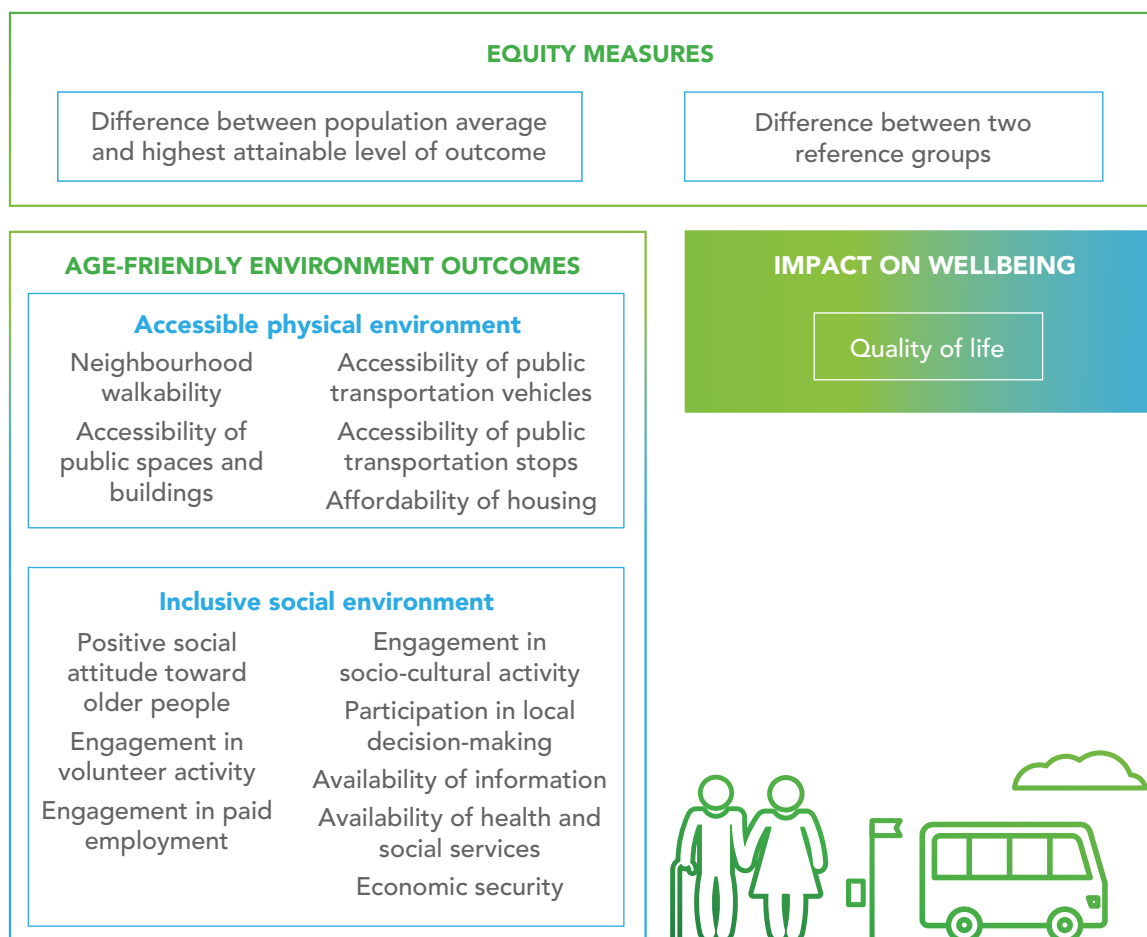 EQUITY MEASURES
Difference between population average
and highest attainable level of outcome
Difference between two
reference groups
AGE-FRIENDLY ENVIRONMENT OUTCOMES
Accessible physical environment
Neighbourhood
walkability
Accessibility of
public spaces and
buildings
Accessibility of public
transportation vehicles
Accessibility of public
transportation stops
Affordability of housing
Inclusive social environment
Positive social
attitude toward
older people
Engagement in
volunteer activity
Engagement in paid
employment
Engagement in
socio-cultural activity
Participation in local
decision-making
Availability of information
Availability of health and
social services
Economic security
IMPACT ON WELLBEING
Quality of life